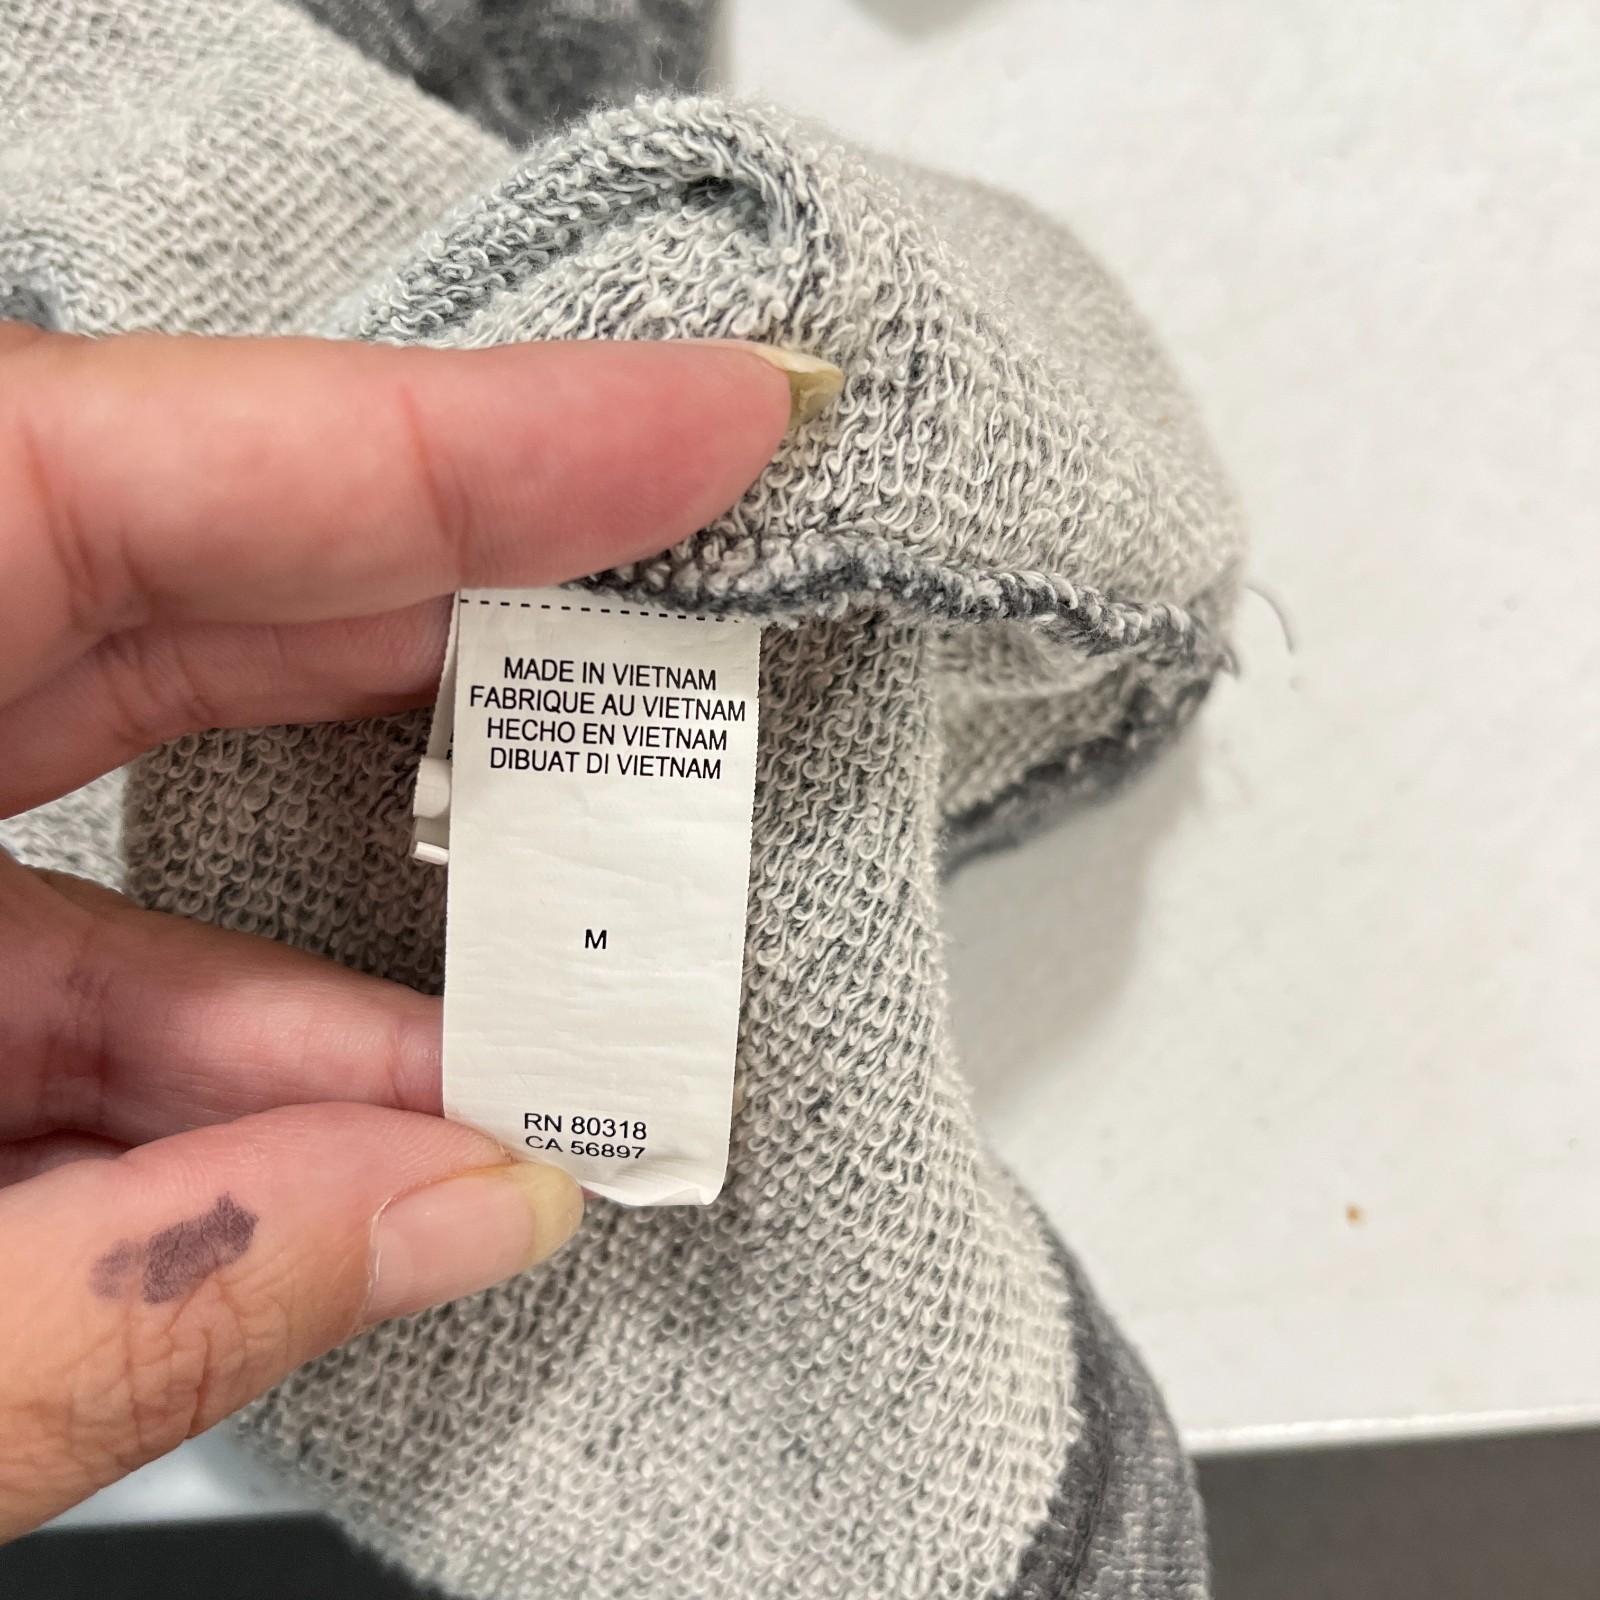 MADE IN VIETNAM
FABRIQUE AU VIETNAM
HECHO EN VIETNAM
DIBUAT DI VIETNAM
M
RN 80318
CA 56897